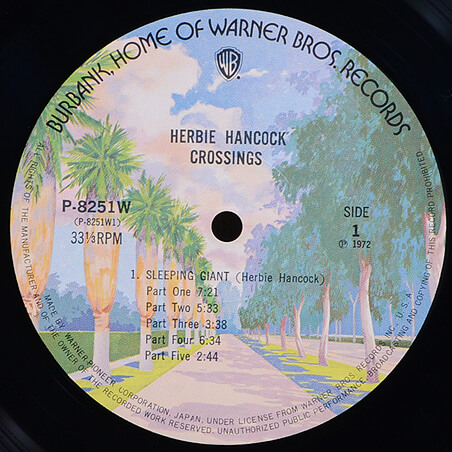 BURBANK, HOME OF WARNER BROS. RECORDS
WB
HERBIE HANCOCK
CROSSINGS
P-8251W
(P-8251W1)
33⅓RPM
SIDE
1
℗ 1972
1. SLEEPING GIANT (Herbie Hancock)
Part One 7:21
Part Two 5:33
Part Three 3:38
Part Four 6:34
Part Five 2:44
MADE BY WARNER-PIONEER CORPORATION, JAPAN, UNDER LICENSE FROM WARNER BROS. RECORDS INC., U.S.A.
ALL RIGHTS OF THE MANUFACTURER AND OF THE OWNER OF THE RECORDED WORK RESERVED. UNAUTHORIZED PUBLIC PERFORMANCE, BROADCASTING AND COPYING OF THIS RECORD PROHIBITED.